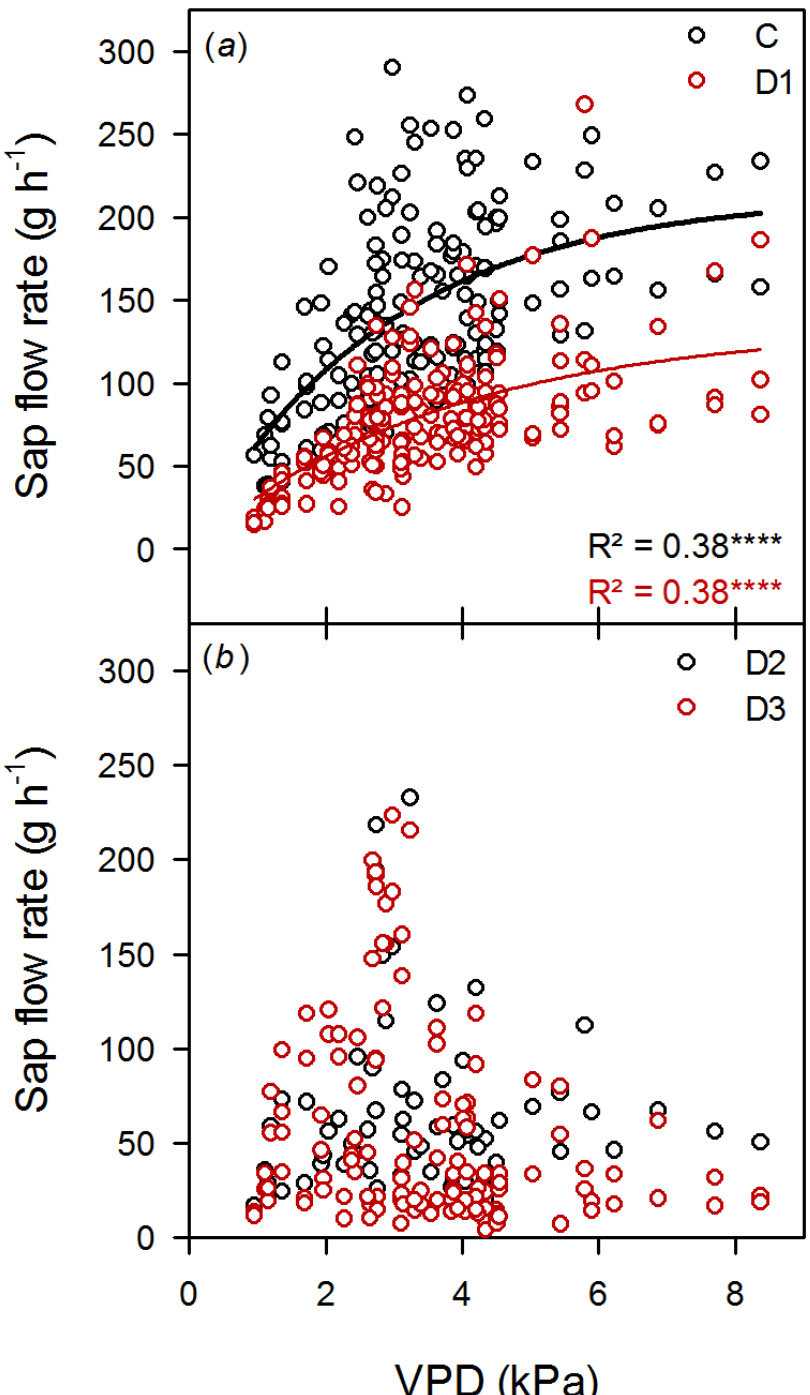 (a)
C
D1
300
250
200
150
100
50
0
Sap flow rate (g h⁻¹)
R² = 0.38****
R² = 0.38****
(b)
D2
D3
300
250
200
150
100
50
0
Sap flow rate (g h⁻¹)
0 2 4 6 8
VPD (kPa)